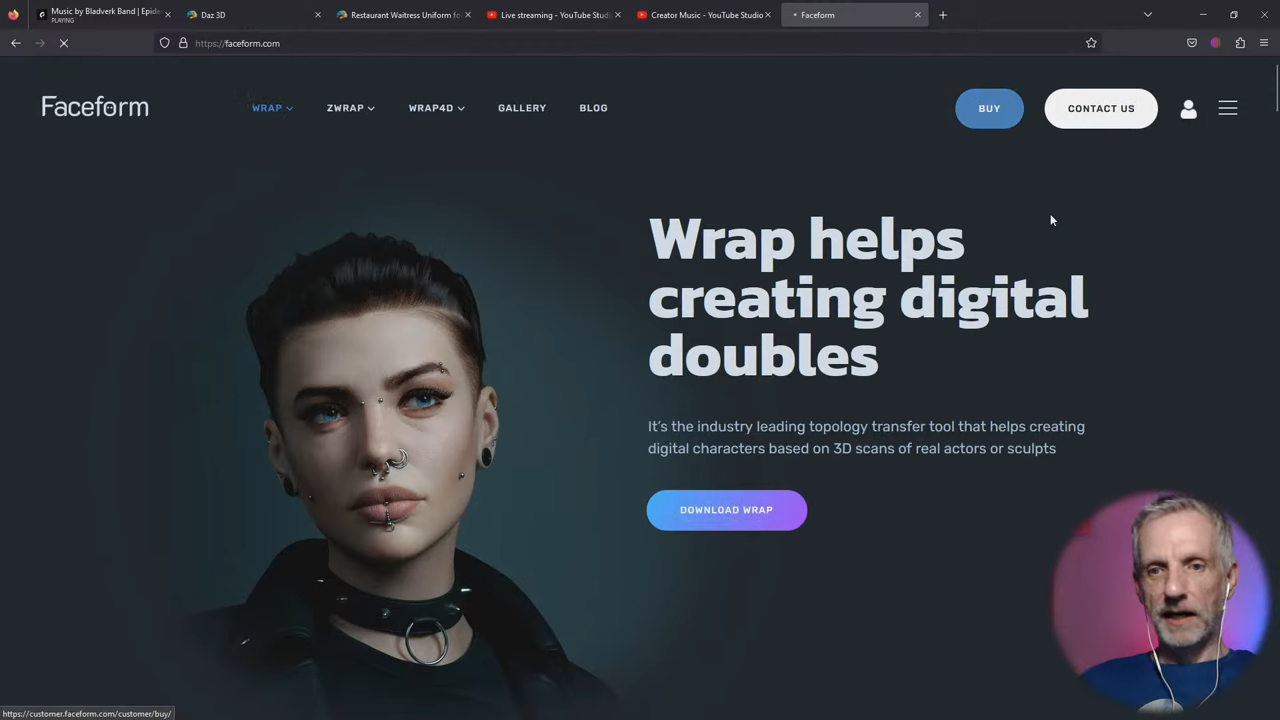 Music by Bladverk Band | Epide
PLAYING
Daz 3D
Restaurant Waitress Uniform fo
Live streaming - YouTube Studi
Creator Music - YouTube Studio
Faceform
https://faceform.com
Faceform
WRAP
ZWRAP
WRAP4D
GALLERY
BLOG
BUY
CONTACT US
Wrap helps
creating digital
doubles
It's the industry leading topology transfer tool that helps creating
digital characters based on 3D scans of real actors or sculpts
DOWNLOAD WRAP
https://customer.faceform.com/customer/buy/